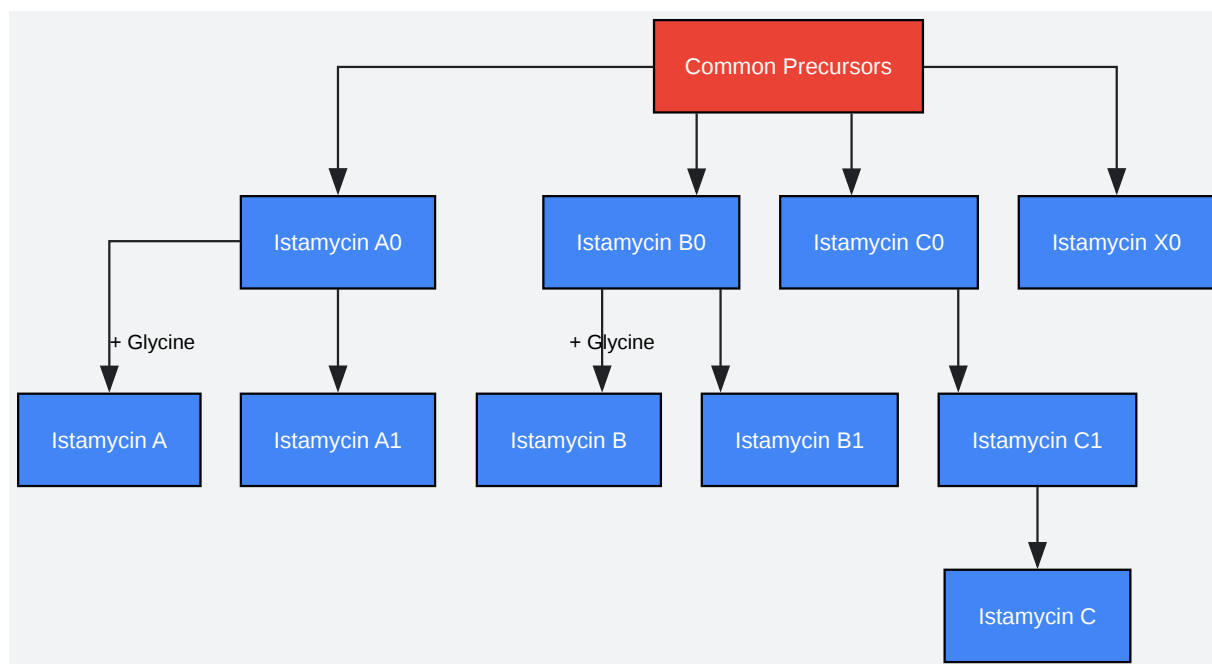 Common Precursors
Istamycin A0
Istamycin B0
Istamycin C0
Istamycin X0
+ Glycine
+ Glycine
Istamycin A
Istamycin A1
Istamycin B
Istamycin B1
Istamycin C1
Istamycin C